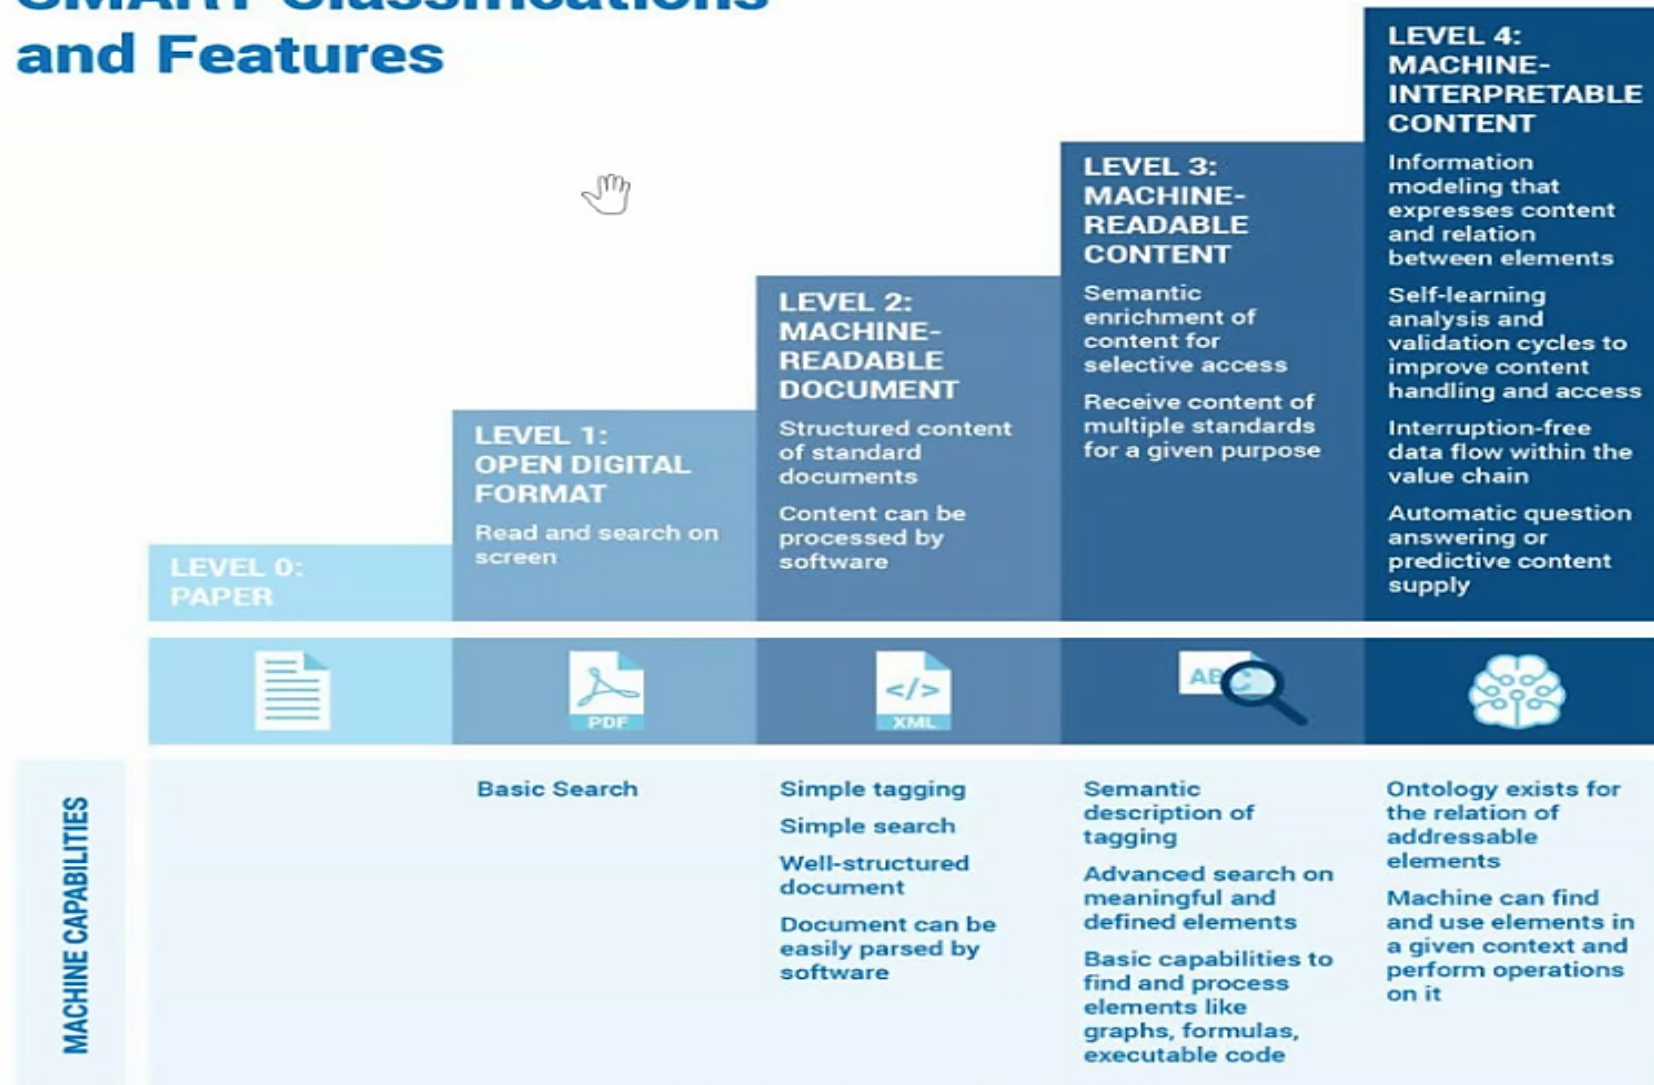 SMART Classifications
and Features
LEVEL 0:
PAPER
LEVEL 1:
OPEN DIGITAL
FORMAT
Read and search on
screen
LEVEL 2:
MACHINE-
READABLE
DOCUMENT
Structured content
of standard
documents
Content can be
processed by
software
LEVEL 3:
MACHINE-
READABLE
CONTENT
Semantic
enrichment of
content for
selective access
Receive content of
multiple standards
for a given purpose
LEVEL 4:
MACHINE-
INTERPRETABLE
CONTENT
Information
modeling that
expresses content
and relation
between elements
Self-learning
analysis and
validation cycles to
improve content
handling and access
Interruption-free
data flow within the
value chain
Automatic question
answering or
predictive content
supply
PDF
</>
XML
ABC
MACHINE CAPABILITIES
Basic Search
Simple tagging
Simple search
Well-structured
document
Document can be
easily parsed by
software
Semantic
description of
tagging
Advanced search on
meaningful and
defined elements
Basic capabilities to
find and process
elements like
graphs, formulas,
executable code
Ontology exists for
the relation of
addressable
elements
Machine can find
and use elements in
a given context and
perform operations
on it